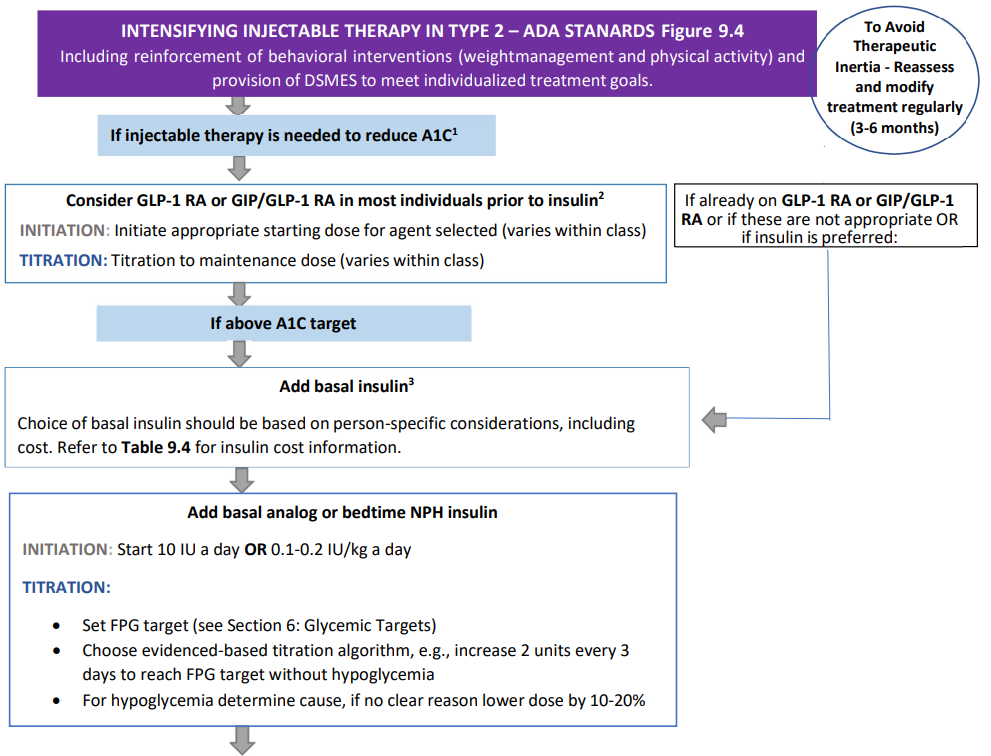 INTENSIFYING INJECTABLE THERAPY IN TYPE 2 – ADA STANARDS Figure 9.4
Including reinforcement of behavioral interventions (weightmanagement and physical activity) and
provision of DSMES to meet individualized treatment goals.
To Avoid
Therapeutic
Inertia - Reassess
and modify
treatment regularly
(3-6 months)
If injectable therapy is needed to reduce A1C¹
Consider GLP-1 RA or GIP/GLP-1 RA in most individuals prior to insulin²
INITIATION: Initiate appropriate starting dose for agent selected (varies within class)
TITRATION: Titration to maintenance dose (varies within class)
If already on GLP-1 RA or GIP/GLP-1
RA or if these are not appropriate OR
if insulin is preferred:
If above A1C target
Add basal insulin³
Choice of basal insulin should be based on person-specific considerations, including
cost. Refer to Table 9.4 for insulin cost information.
Add basal analog or bedtime NPH insulin
INITIATION: Start 10 IU a day OR 0.1-0.2 IU/kg a day
TITRATION:
• Set FPG target (see Section 6: Glycemic Targets)
• Choose evidenced-based titration algorithm, e.g., increase 2 units every 3
days to reach FPG target without hypoglycemia
• For hypoglycemia determine cause, if no clear reason lower dose by 10-20%